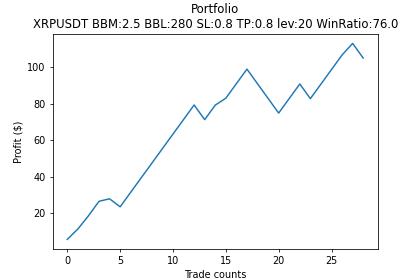 Portfolio
XRPUSDT BBM:2.5 BBL:280 SL:0.8 TP:0.8 lev:20 WinRatio:76.0
100
80
60
40
20
Profit ($)
0 5 10 15 20 25
Trade counts